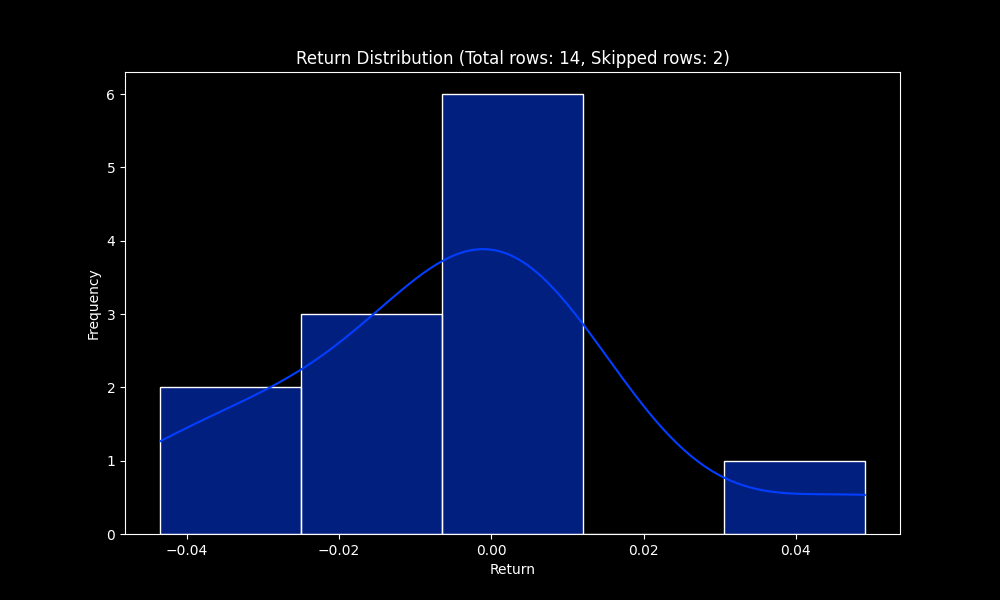 Return Distribution (Total rows: 14, Skipped rows: 2)
6
5
4
3
2
1
0
Frequency
−0.04 −0.02 0.00 0.02 0.04
Return